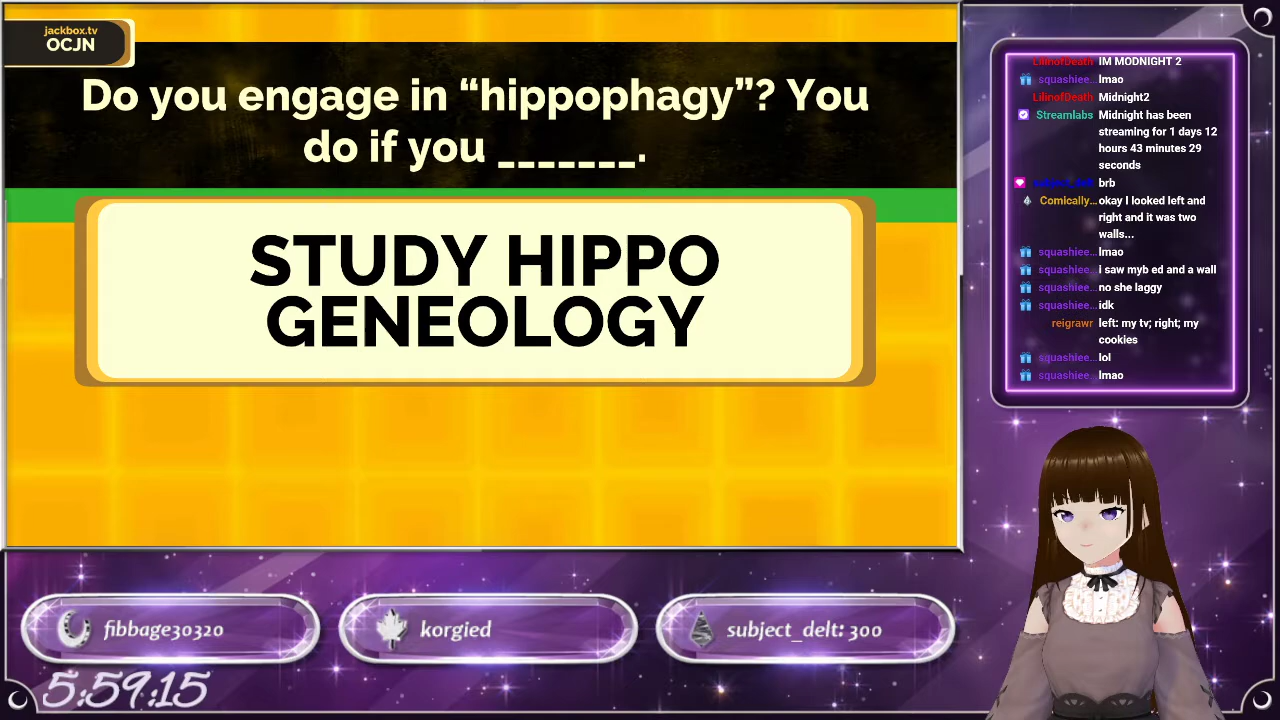 jackbox.tv
OCJN
Do you engage in “hippophagy”? You
do if you _______.
STUDY HIPPO
GENEOLOGY
LilinofDeath IM MODNIGHT 2
squashiee... lmao
LilinofDeath Midnight2
Streamlabs Midnight has been
streaming for 1 days 12
hours 43 minutes 29
seconds
subject_delt brb
Comically... okay I looked left and
right and it was two
walls...
squashiee... lmao
squashiee... i saw myb ed and a wall
squashiee... no she laggy
squashiee... idk
reigrawr left: my tv; right; my
cookies
squashiee... lol
squashiee... lmao
fibbage30320
korgied
subject_delt: 300
5:59:15